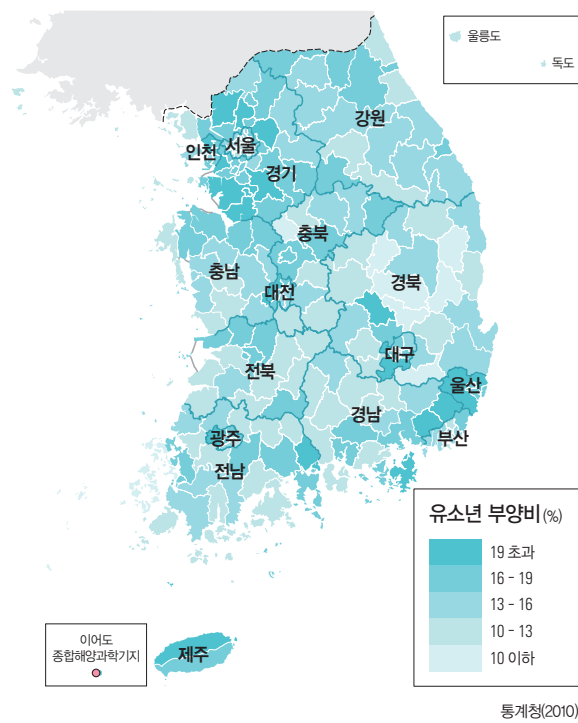 울릉도
독도
강원
인천
서울
경기
충북
충남
경북
대전
대구
전북
울산
경남
광주
부산
전남
유소년 부양비(%)
19 초과
16 - 19
13 - 16
10 - 13
10 이하
이어도
종합해양과학기지
제주
통계청(2010)